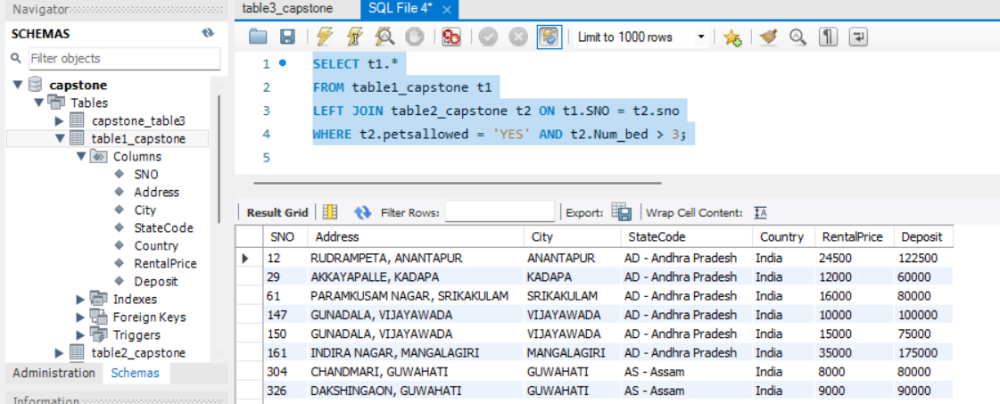 Navigator
SCHEMAS
Filter objects
capstone
Tables
capstone_table3
table1_capstone
Columns
SNO
Address
City
StateCode
Country
RentalPrice
Deposit
Indexes
Foreign Keys
Triggers
table2_capstone
Administration Schemas
Information
table3_capstone SQL File 4* ×
Limit to 1000 rows
1 SELECT t1.*
2 FROM table1_capstone t1
3 LEFT JOIN table2_capstone t2 ON t1.SNO = t2.sno
4 WHERE t2.petsallowed = 'YES' AND t2.Num_bed > 3;
5
Result Grid Filter Rows: Export: Wrap Cell Content: IA
SNO Address City StateCode Country RentalPrice Deposit
12 RUDRAMPETA, ANANTAPUR ANANTAPUR AD - Andhra Pradesh India 24500 122500
29 AKKAYAPALLE, KADAPA KADAPA AD - Andhra Pradesh India 12000 60000
61 PARAMKUSAM NAGAR, SRIKAKULAM SRIKAKULAM AD - Andhra Pradesh India 16000 80000
147 GUNADALA, VIJAYAWADA VIJAYAWADA AD - Andhra Pradesh India 10000 100000
150 GUNADALA, VIJAYAWADA VIJAYAWADA AD - Andhra Pradesh India 15000 75000
161 INDIRA NAGAR, MANGALAGIRI MANGALAGIRI AD - Andhra Pradesh India 35000 175000
304 CHANDMARI, GUWAHATI GUWAHATI AS - Assam India 8000 80000
326 DAKSHINGAON, GUWAHATI GUWAHATI AS - Assam India 9000 90000